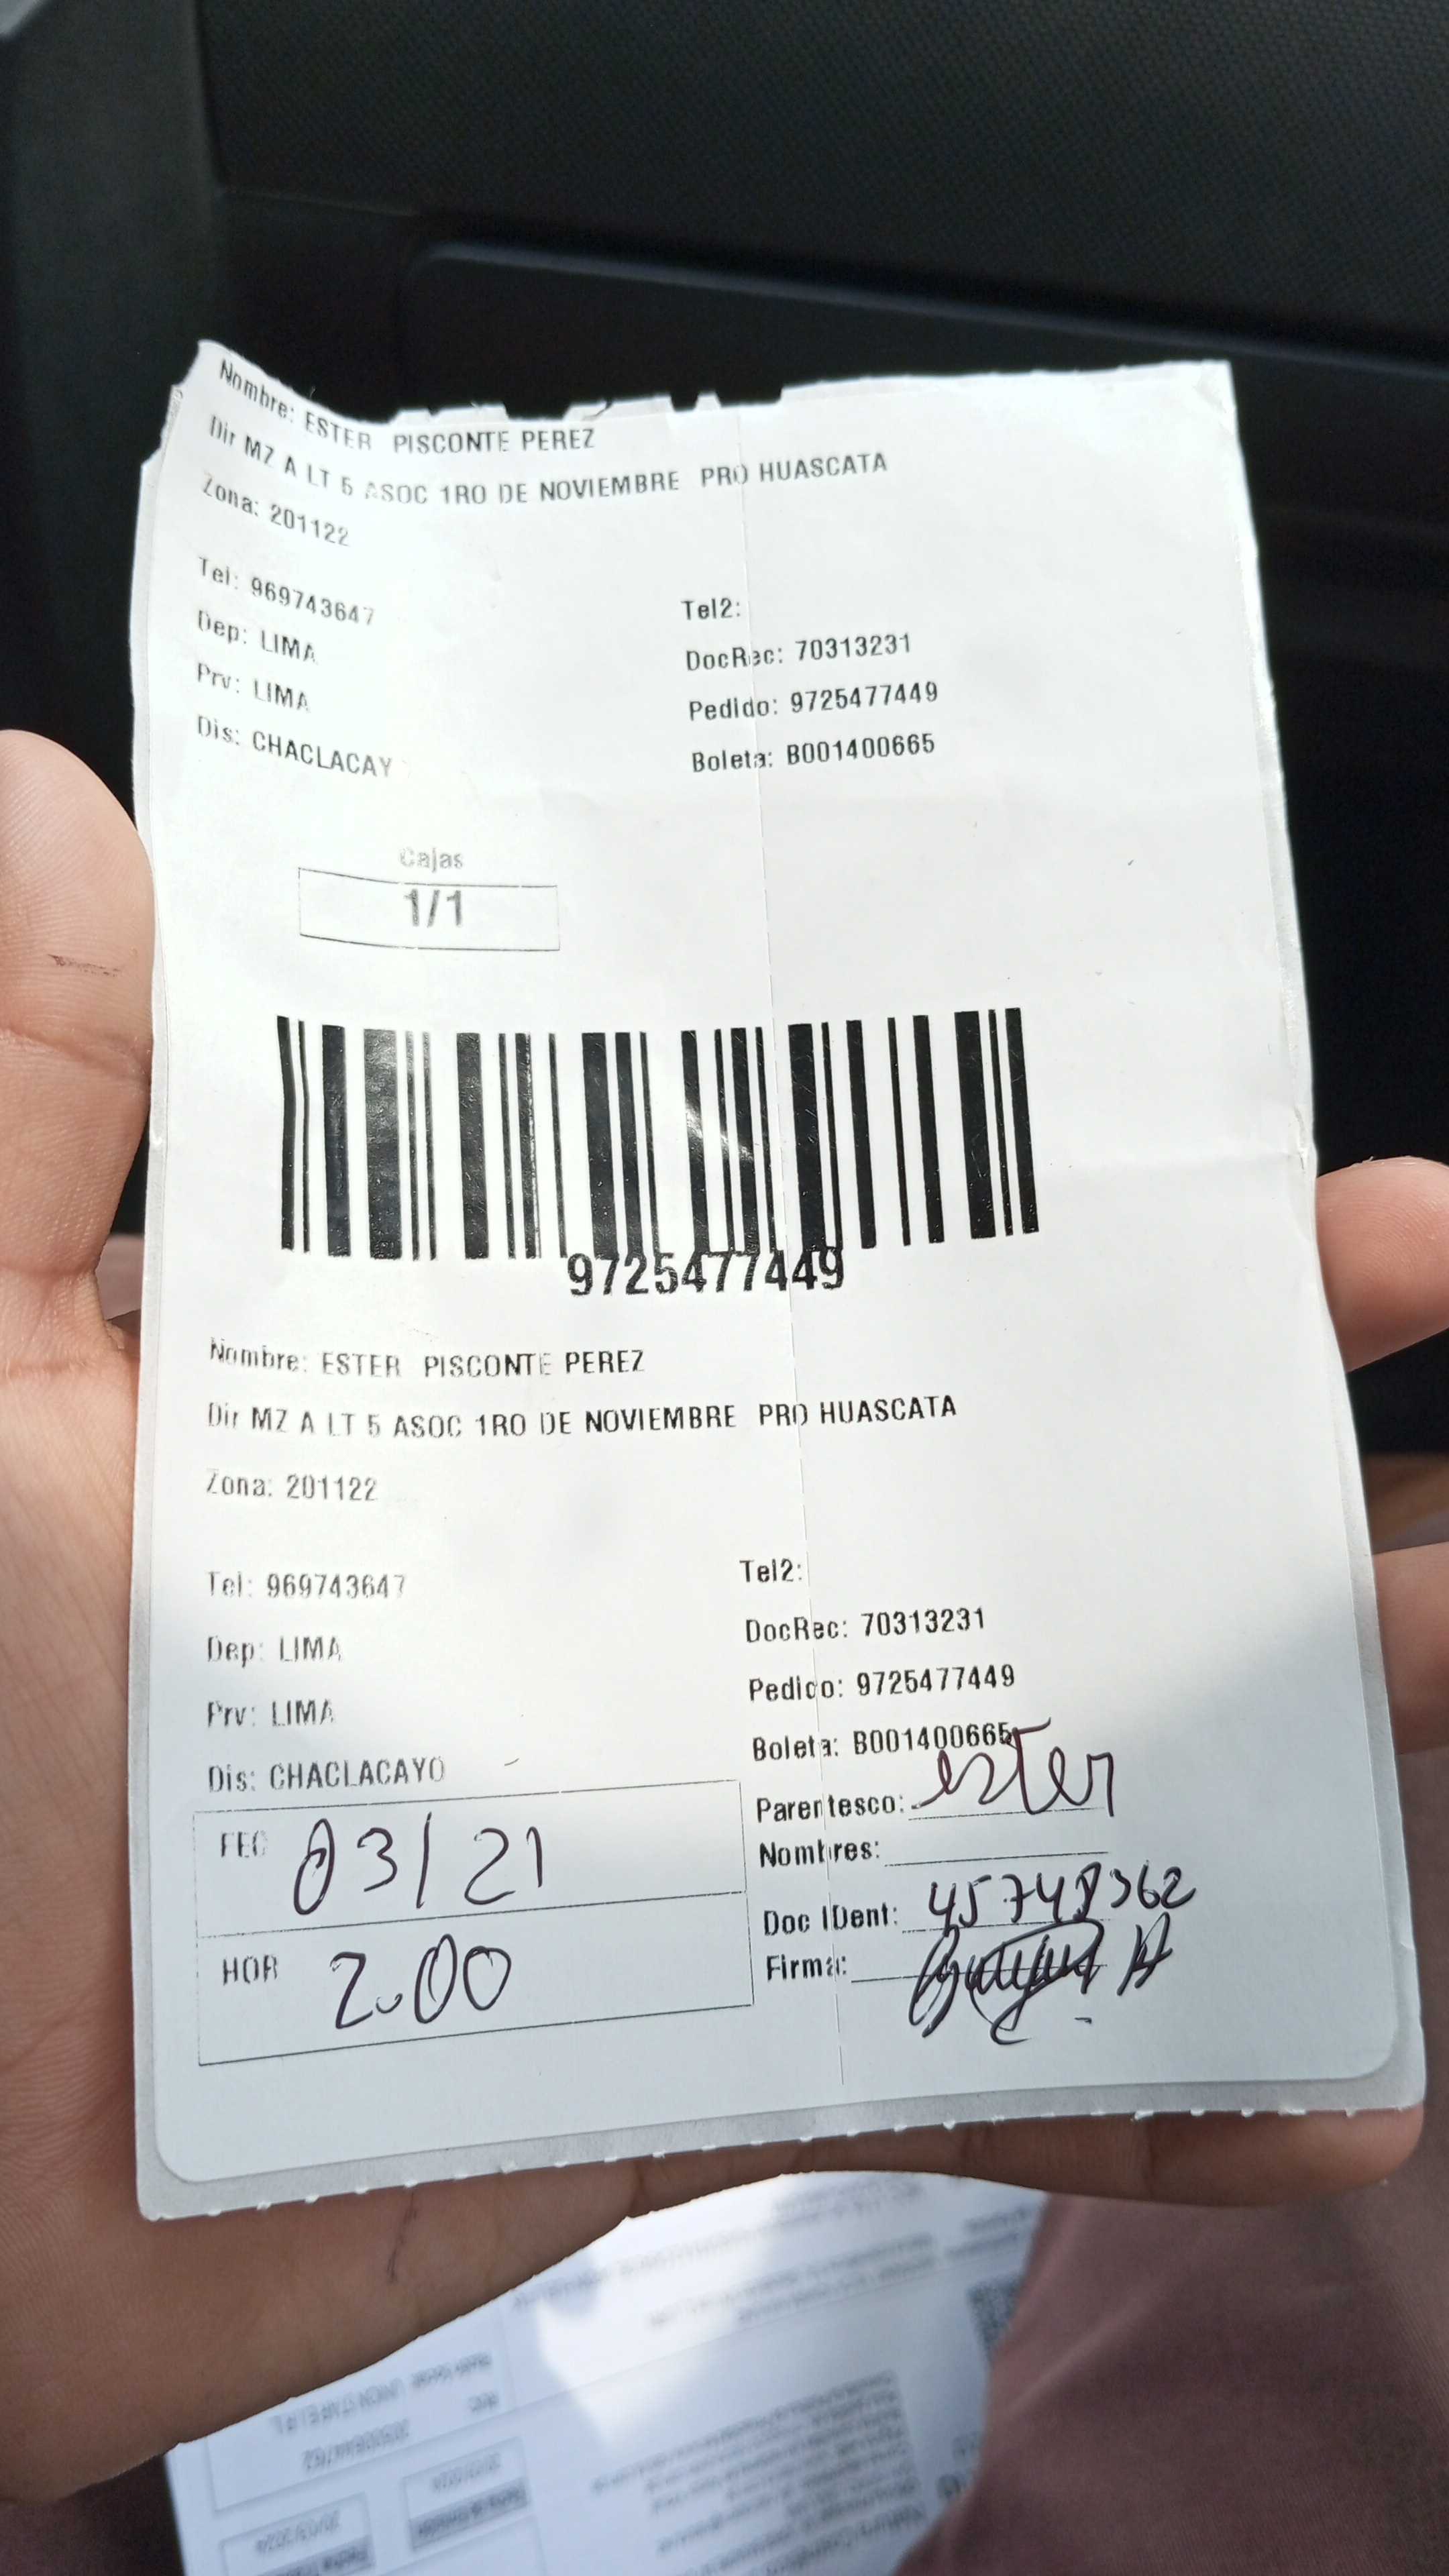 Nombre: ESTER PISCONTE PEREZ
Dir MZ A LT 5 ASOC 1RO DE NOVIEMBRE PRO HUASCATA
Zona: 201122
Tel: 969743647 Tel2:
Dep: LIMA DocRec: 70313231
Prv: LIMA Pedido: 9725477449
Dis: CHACLACAY Boleta: B001400665
Cajas
1/1
9725477449
Nombre: ESTER PISCONTE PEREZ
Dir MZ A LT 5 ASOC 1RO DE NOVIEMBRE PRO HUASCATA
Zona: 201122
Tel: 969743647 Tel2:
Dep: LIMA DocRec: 70313231
Prv: LIMA Pedido: 9725477449
Dis: CHACLACAYO Boleta: B001400665
Parentesco: ester
FEC 03/21 Nombres:
Doc IDent: 45748362
HOR 2.00 Firma: